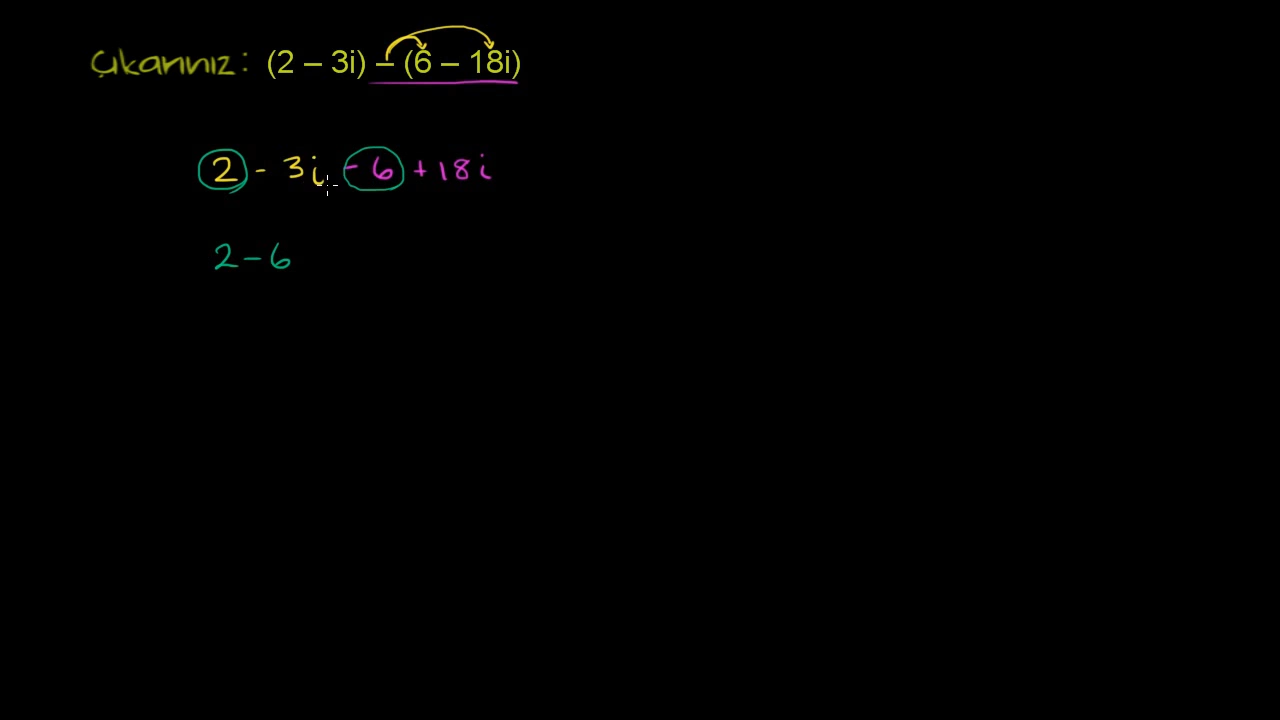 Çıkarınız: (2 – 3i) – (6 – 18i)
2 - 3i - 6 + 18i
2 - 6